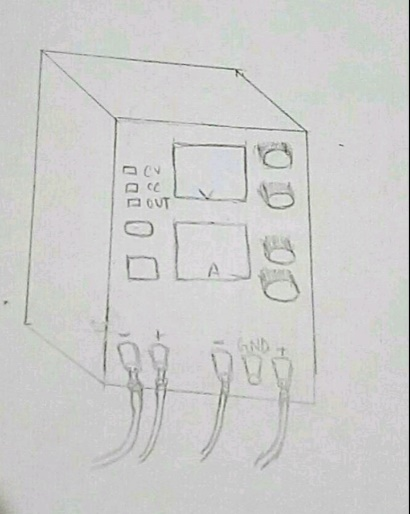 CV
CC
OUT
V
A
- +
- GND +